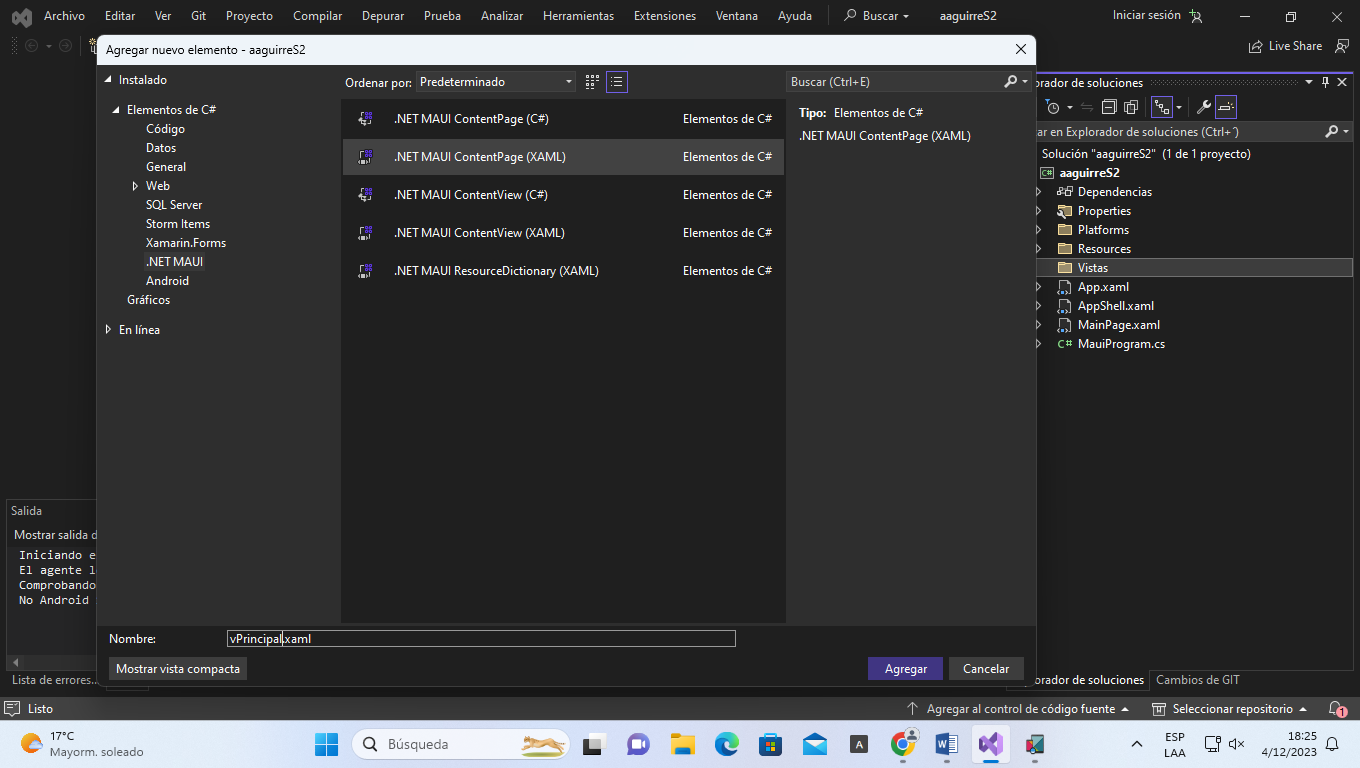 Archivo Editar Ver Git Proyecto Compilar Depurar Prueba Analizar Herramientas Extensiones Ventana Ayuda Buscar aaguirreS2 Iniciar sesión
Live Share
Agregar nuevo elemento - aaguirreS2
Instalado
Elementos de C#
Código
Datos
General
Web
SQL Server
Storm Items
Xamarin.Forms
.NET MAUI
Android
Gráficos
En línea
Ordenar por: Predeterminado
.NET MAUI ContentPage (C#) Elementos de C#
.NET MAUI ContentPage (XAML) Elementos de C#
.NET MAUI ContentView (C#) Elementos de C#
.NET MAUI ContentView (XAML) Elementos de C#
.NET MAUI ResourceDictionary (XAML) Elementos de C#
Buscar (Ctrl+E)
Tipo: Elementos de C#
.NET MAUI ContentPage (XAML)
Nombre: vPrincipal.xaml
Mostrar vista compacta Agregar Cancelar
orador de soluciones
ar en Explorador de soluciones (Ctrl+´)
Solución "aaguirreS2" (1 de 1 proyecto)
C# aaguirreS2
Dependencias
Properties
Platforms
Resources
Vistas
App.xaml
AppShell.xaml
MainPage.xaml
C# MauiProgram.cs
Salida
Mostrar salida d
Iniciando e
El agente l
Comprobando
No Android
Lista de errores...
orador de soluciones Cambios de GIT
Listo Agregar al control de código fuente Seleccionar repositorio 1
17°C
Mayorm. soleado
Búsqueda
A
ESP
LAA
18:25
4/12/2023